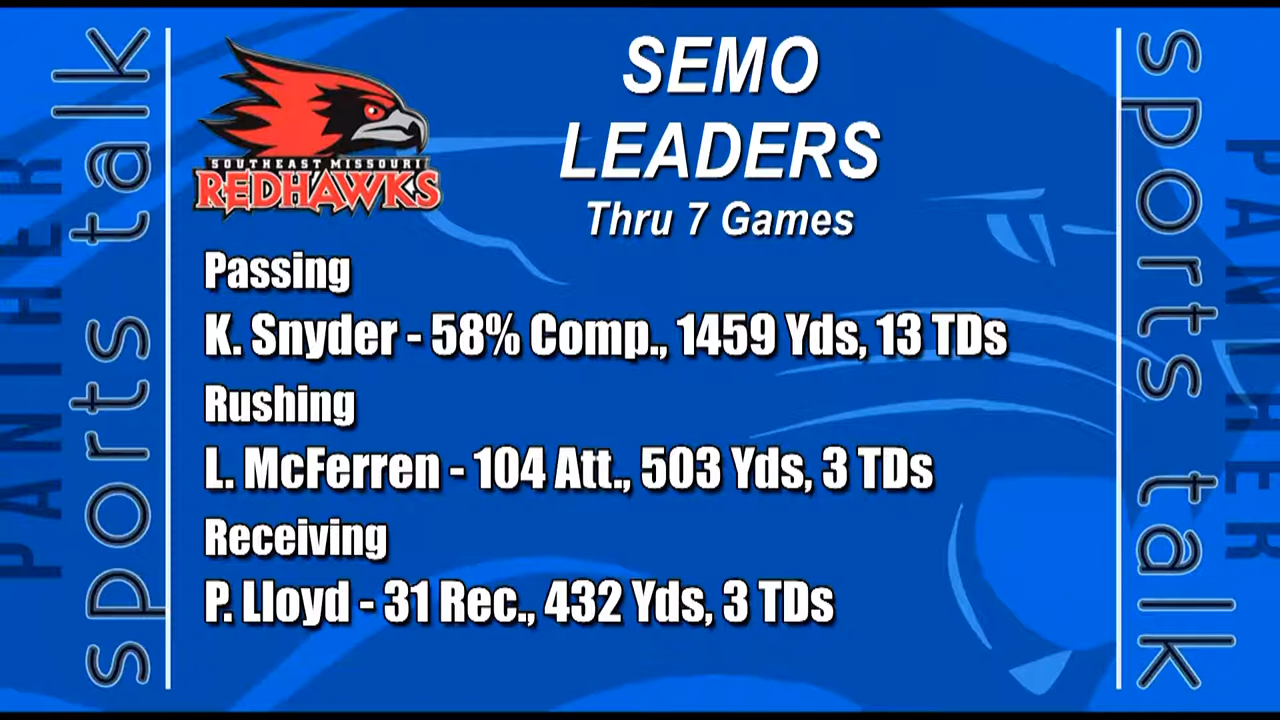 SEMO
LEADERS
Thru 7 Games
SOUTHEAST MISSOURI
REDHAWKS
Passing
K. Snyder - 58% Comp., 1459 Yds, 13 TDs
Rushing
L. McFerren - 104 Att., 503 Yds, 3 TDs
Receiving
P. Lloyd - 31 Rec., 432 Yds, 3 TDs
PANTHER
sports talk
sports talk
PANTHER